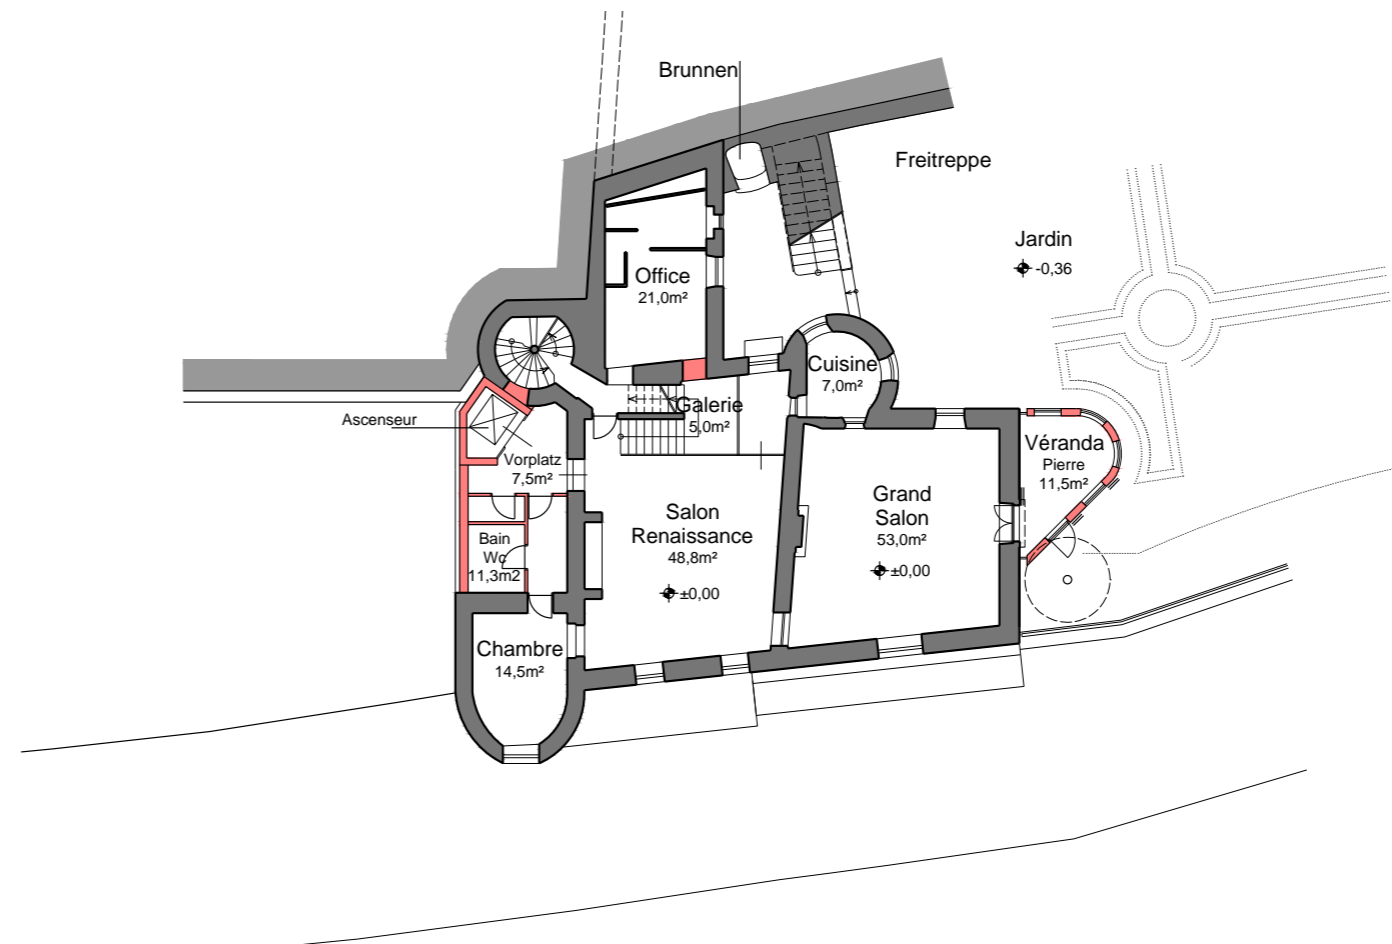 Brunnen
Freitreppe
Jardin
-0,36
Office
21,0m²
Cuisine
7,0m²
Galerie
5,0m²
Ascenseur
Vorplatz
7,5m²
Véranda
Pierre
11,5m²
Grand
Salon
53,0m²
±0,00
Salon
Renaissance
48,8m²
±0,00
Bain
Wc
11,3m2
Chambre
14,5m²